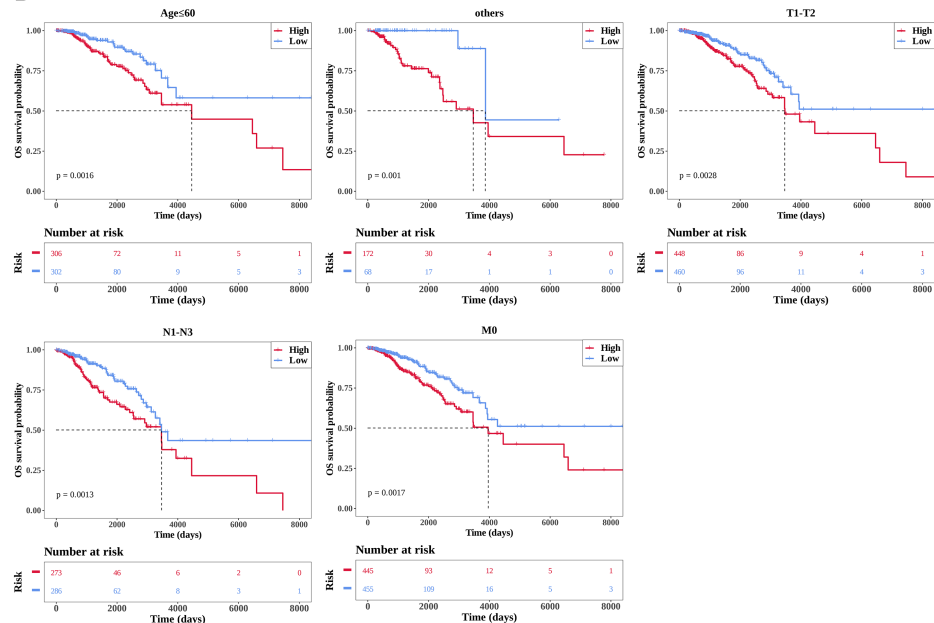 Age≤60
High
Low
1.00
0.75
0.50
0.25
0.00
OS survival probability
p = 0.0016
0 2000 4000 6000 8000
Time (days)
Number at risk
Risk
306 72 11 5 1
302 80 9 5 3
0 2000 4000 6000 8000
Time (days)
others
High
Low
1.00
0.75
0.50
0.25
0.00
OS survival probability
p = 0.001
0 2000 4000 6000 8000
Time (days)
Number at risk
Risk
172 30 4 3 0
68 17 1 1 0
0 2000 4000 6000 8000
Time (days)
T1-T2
High
Low
1.00
0.75
0.50
0.25
0.00
OS survival probability
p = 0.0028
0 2000 4000 6000 8000
Time (days)
Number at risk
Risk
448 86 9 4 1
460 96 11 4 3
0 2000 4000 6000 8000
Time (days)
N1-N3
High
Low
1.00
0.75
0.50
0.25
0.00
OS survival probability
p = 0.0013
0 2000 4000 6000 8000
Time (days)
Number at risk
Risk
273 46 6 2 0
286 62 8 3 1
0 2000 4000 6000 8000
Time (days)
M0
High
Low
1.00
0.75
0.50
0.25
0.00
OS survival probability
p = 0.0017
0 2000 4000 6000 8000
Time (days)
Number at risk
Risk
445 93 12 5 1
455 109 16 5 3
0 2000 4000 6000 8000
Time (days)